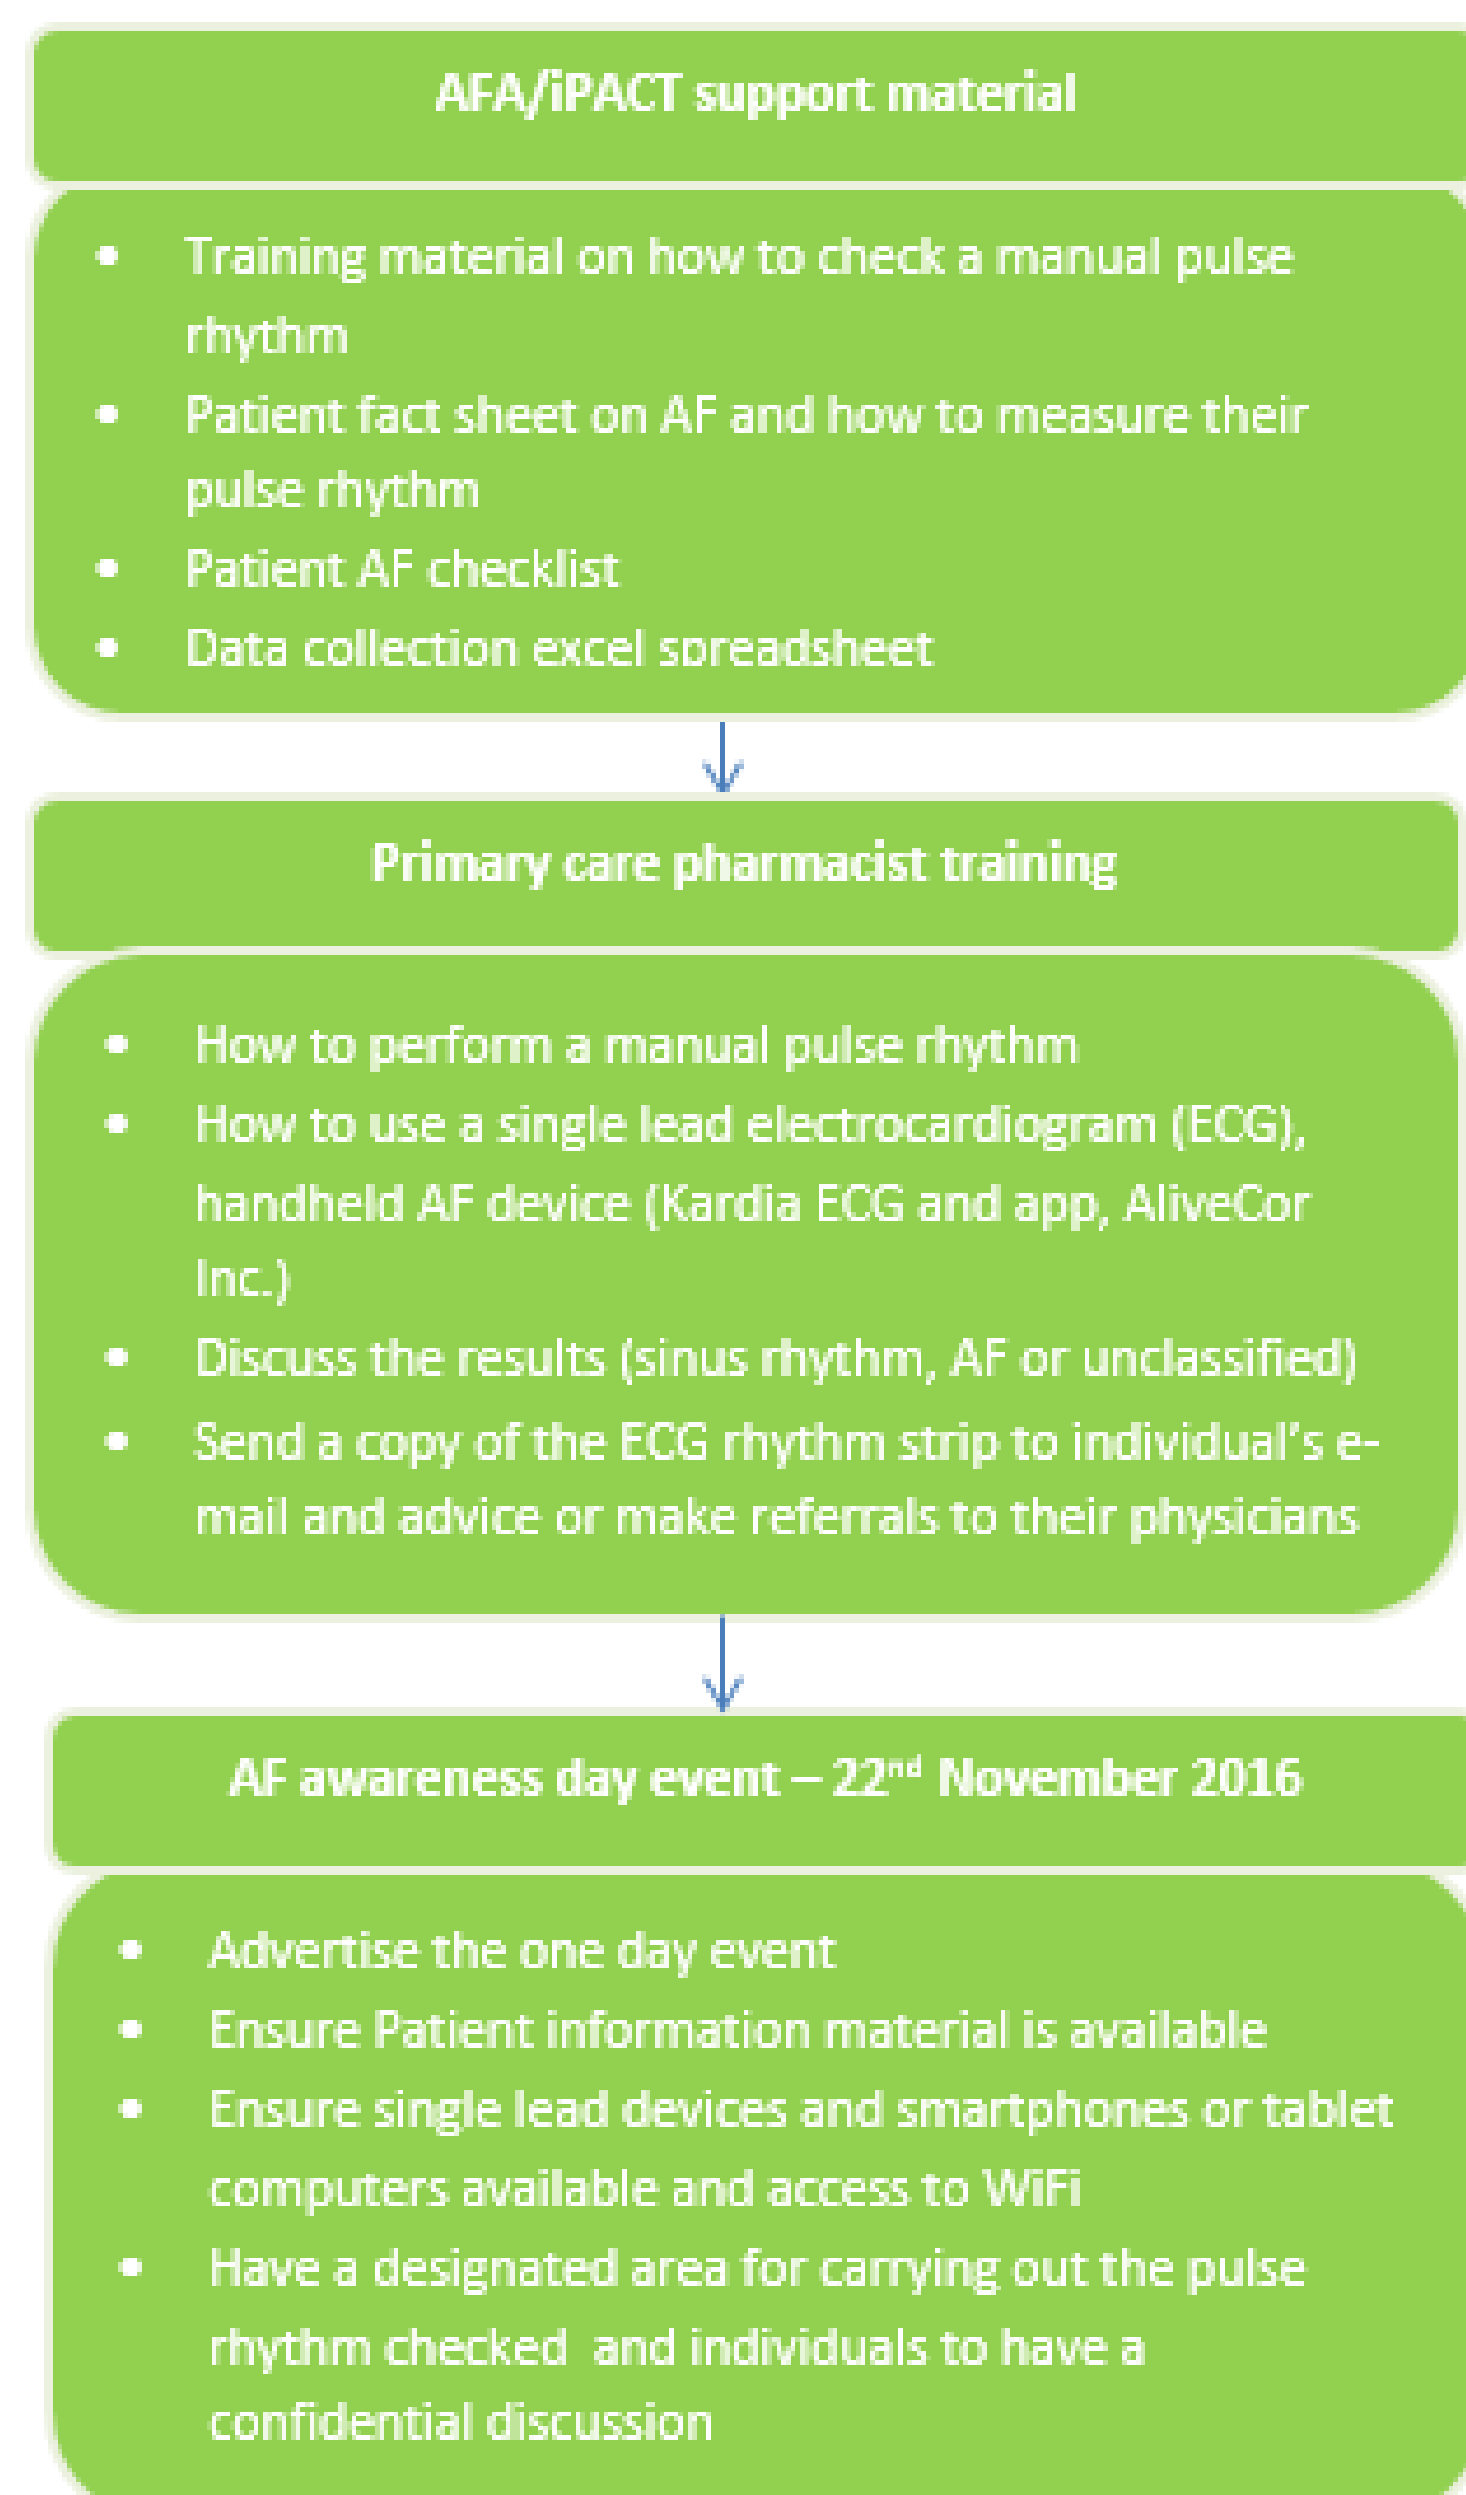 AFA/iPACT support material
• Training material on how to check a manual pulse
rhythm
• Patient fact sheet on AF and how to measure their
pulse rhythm
• Patient AF checklist
• Data collection excel spreadsheet
Primary care pharmacist training
• How to perform a manual pulse rhythm
• How to use a single lead electrocardiogram (ECG),
handheld AF device (Kardia ECG and app, AliveCor
Inc.)
• Discuss the results (sinus rhythm, AF or unclassified)
• Send a copy of the ECG rhythm strip to individual's e-
mail and advice or make referrals to their physicians
AF awareness day event – 22nd November 2016
• Advertise the one day event
• Ensure Patient information material is available
• Ensure single lead devices and smartphones or tablet
computers available and access to WiFi
• Have a designated area for carrying out the pulse
rhythm checked  and individuals to have a
confidential discussion